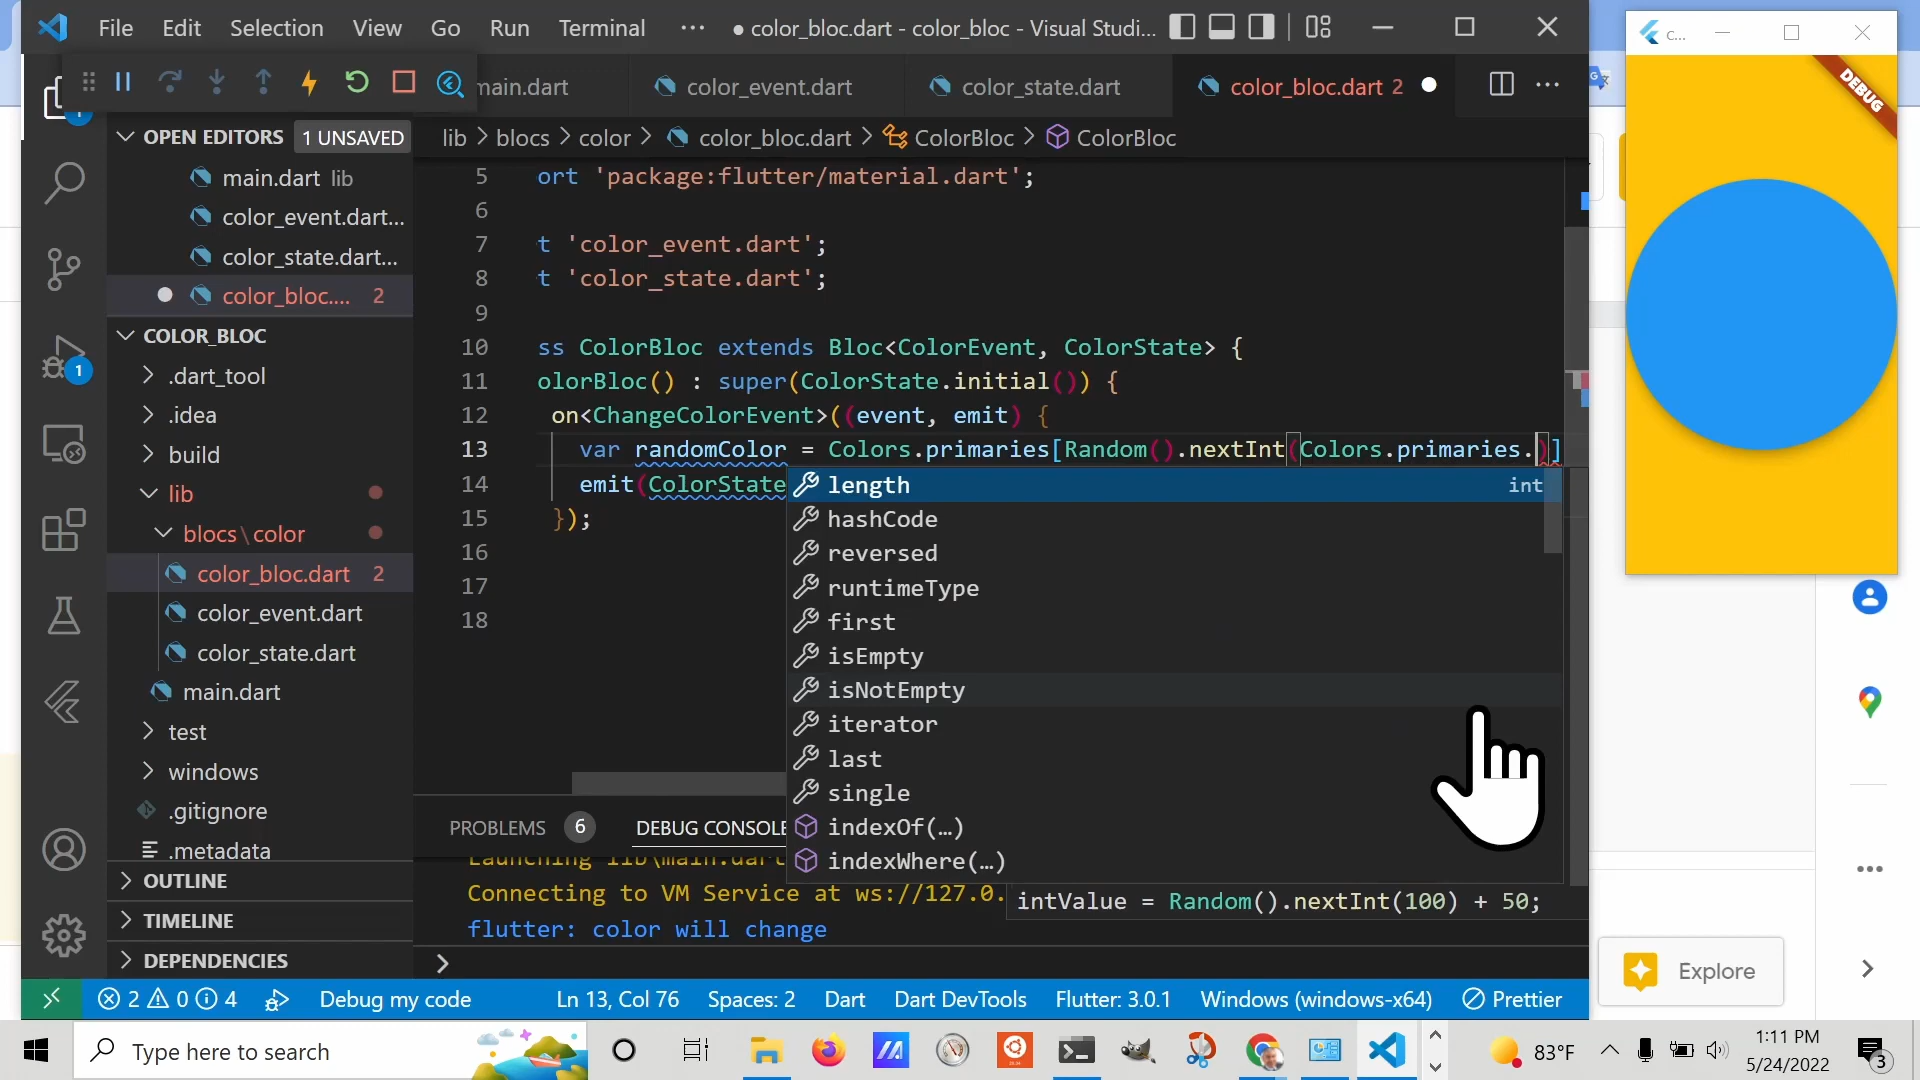 File Edit Selection View Go Run Terminal ··· ● color_bloc.dart - color_bloc - Visual Studi...
main.dart color_event.dart color_state.dart color_bloc.dart 2
OPEN EDITORS 1 UNSAVED
main.dart lib
color_event.dart...
color_state.dart...
color_bloc.... 2
COLOR_BLOC
.dart_tool
.idea
build
lib
blocs\color
color_bloc.dart 2
color_event.dart
color_state.dart
main.dart
test
windows
.gitignore
.metadata
OUTLINE
TIMELINE
DEPENDENCIES
1
lib > blocs > color > color_bloc.dart > ColorBloc > ColorBloc
5 ort 'package:flutter/material.dart';
6
7 t 'color_event.dart';
8 t 'color_state.dart';
9
10 ss ColorBloc extends Bloc<ColorEvent, ColorState> {
11 olorBloc() : super(ColorState.initial()) {
12 on<ChangeColorEvent>((event, emit) {
13 var randomColor = Colors.primaries[Random().nextInt(Colors.primaries.)]
14 emit(ColorState
15 });
16
17
18
length int
hashCode
reversed
runtimeType
first
isEmpty
isNotEmpty
iterator
last
single
indexOf(…)
indexWhere(…)
PROBLEMS 6 DEBUG CONSOLE
Launching lib\main.dart
Connecting to VM Service at ws://127.0.
intValue = Random().nextInt(100) + 50;
flutter: color will change
>
2 0 4 Debug my code Ln 13, Col 76 Spaces: 2 Dart Dart DevTools Flutter: 3.0.1 Windows (windows-x64) Prettier
c...
DEBUG
Explore
Type here to search
83°F
1:11 PM
5/24/2022
3